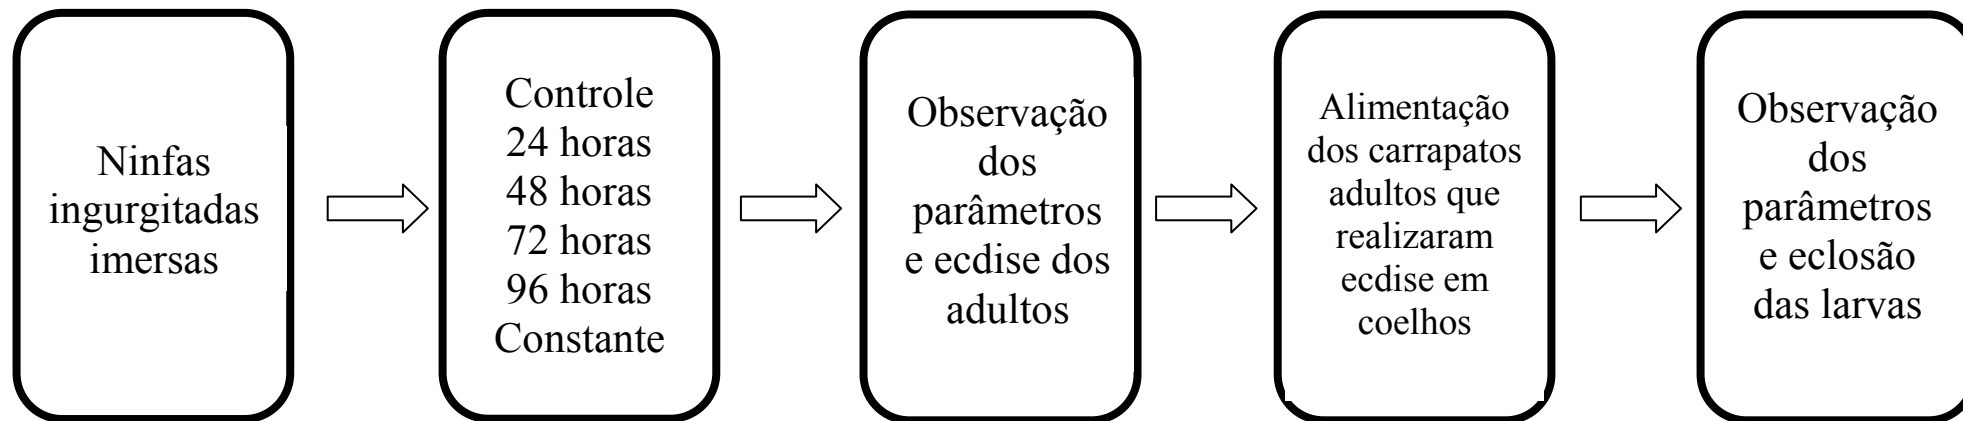 Ninfas
ingurgitadas
imersas
Controle
24 horas
48 horas
72 horas
96 horas
Constante
Observação
dos
parâmetros
e ecdise dos
adultos
Alimentação
dos carrapatos
adultos que
realizaram
ecdise em
coelhos
Observação
dos
parâmetros
e eclosão
das larvas